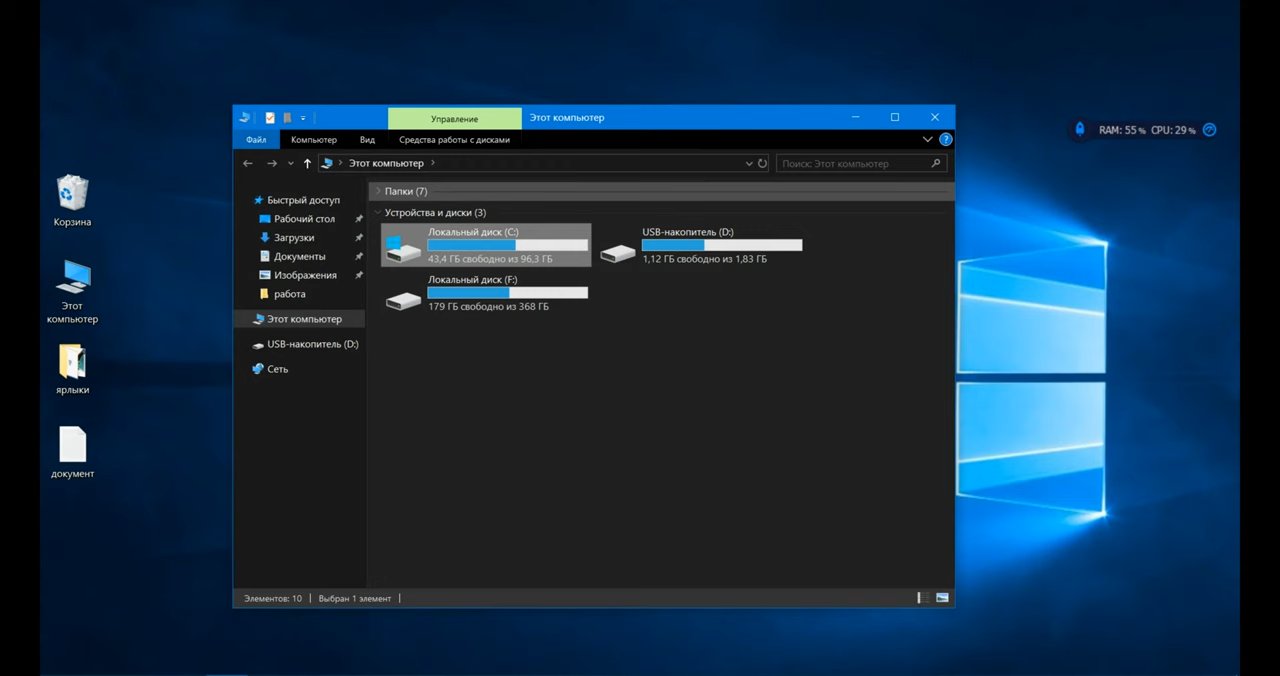 Управление
Этот компьютер
Файл
Компьютер
Вид
Средства работы с дисками
Этот компьютер
Поиск: Этот компьютер
RAM: 55 % CPU: 29 %
Корзина
Этот
компьютер
ярлыки
документ
Быстрый доступ
Рабочий стол
Загрузки
Документы
Изображения
работа
Этот компьютер
USB-накопитель (D:)
Сеть
Папки (7)
Устройства и диски (3)
Локальный диск (C:)
43,4 ГБ свободно из 96,3 ГБ
USB-накопитель (D:)
1,12 ГБ свободно из 1,83 ГБ
Локальный диск (F:)
179 ГБ свободно из 368 ГБ
Элементов: 10
Выбран 1 элемент